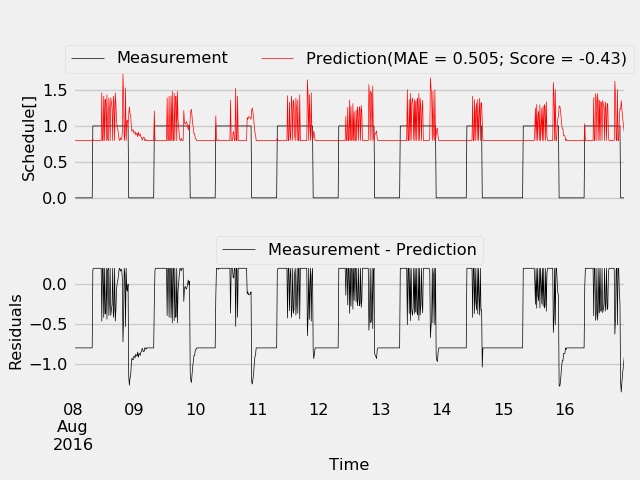 Measurement
Prediction(MAE = 0.505; Score = -0.43)
Schedule[]
1.5
1.0
0.5
0.0
Measurement - Prediction
Residuals
0.0
−0.5
−1.0
08 09 10 11 12 13 14 15 16
Aug
2016
Time